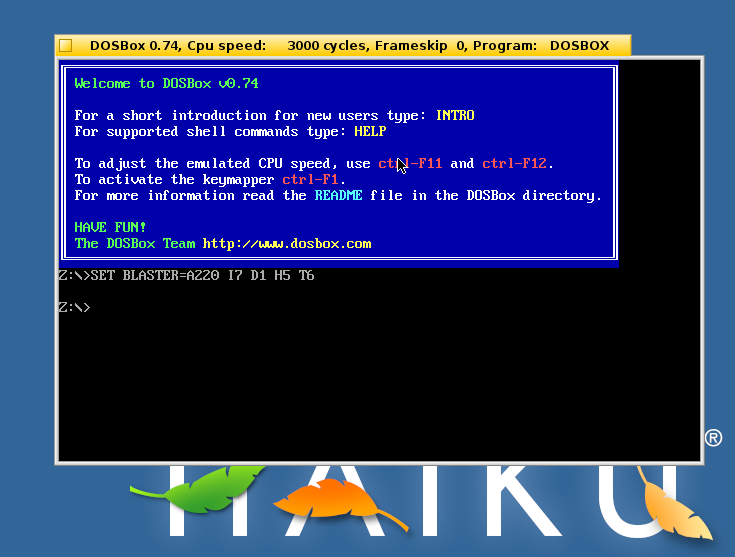 DOSBox 0.74, Cpu speed: 3000 cycles, Frameskip 0, Program: DOSBOX
Welcome to DOSBox v0.74
For a short introduction for new users type: INTRO
For supported shell commands type: HELP
To adjust the emulated CPU speed, use ctrl-F11 and ctrl-F12.
To activate the keymapper ctrl-F1.
For more information read the README file in the DOSBox directory.
HAVE FUN!
The DOSBox Team http://www.dosbox.com
Z:\>SET BLASTER=A220 I7 D1 H5 T6
Z:\>
HAIKU®